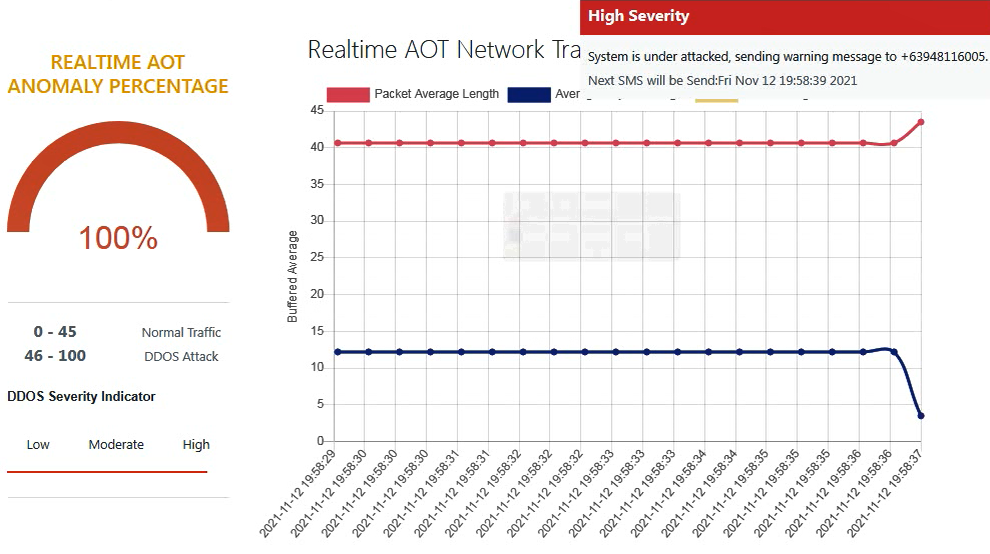 REALTIME AOT
ANOMALY PERCENTAGE
100%
0 - 45 Normal Traffic
46 - 100 DDOS Attack
DDOS Severity Indicator
Low Moderate High
Realtime AOT Network Tra
High Severity
System is under attacked, sending warning message to +63948116005.
Next SMS will be Send:Fri Nov 12 19:58:39 2021
Packet Average Length
Buffered Average
45
40
35
30
25
20
15
10
5
0
2021-11-12 19:58:29
2021-11-12 19:58:30
2021-11-12 19:58:30
2021-11-12 19:58:30
2021-11-12 19:58:31
2021-11-12 19:58:31
2021-11-12 19:58:32
2021-11-12 19:58:32
2021-11-12 19:58:32
2021-11-12 19:58:33
2021-11-12 19:58:33
2021-11-12 19:58:33
2021-11-12 19:58:34
2021-11-12 19:58:34
2021-11-12 19:58:35
2021-11-12 19:58:35
2021-11-12 19:58:35
2021-11-12 19:58:36
2021-11-12 19:58:36
2021-11-12 19:58:37